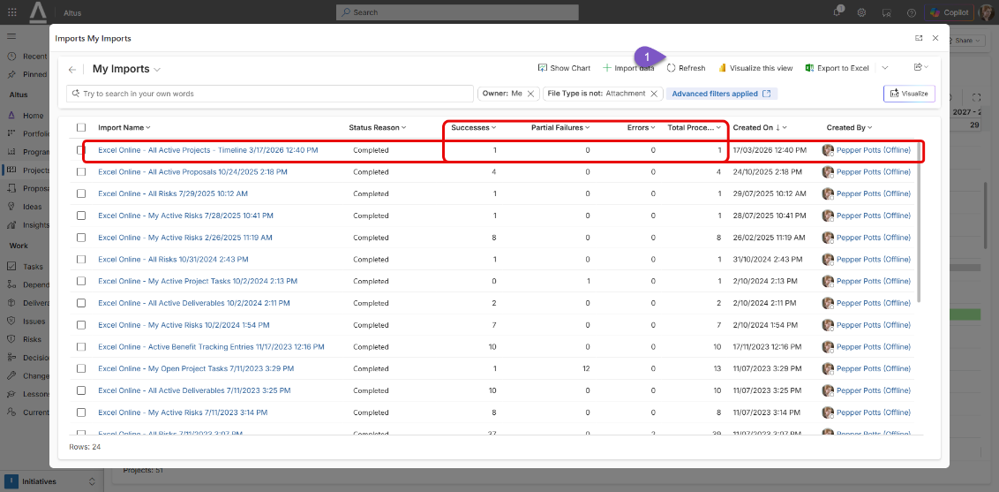 Altus
Search
1
Copilot
Imports My Imports
Share
Recent
Pinned
Altus
Home
Portfolio
Program
Projects
Proposa
Ideas
Insights
Work
Tasks
Depend
Delivera
Issues
Risks
Decision
Change
Lessons
Current
I Initiatives
My Imports
1
Show Chart
Import data
Refresh
Visualize this view
Export to Excel
Try to search in your own words
Owner: Me
File Type is not: Attachment
Advanced filters applied
Visualize
2027 - 2
29
Import Name Status Reason Successes Partial Failures Errors Total Proce... Created On Created By
Excel Online - All Active Projects - Timeline 3/17/2026 12:40 PM Completed 1 0 0 1 17/03/2026 12:40 PM Pepper Potts (Offline)
Excel Online - All Active Proposals 10/24/2025 2:18 PM Completed 4 0 0 4 24/10/2025 2:18 PM Pepper Potts (Offline)
Excel Online - All Risks 7/29/2025 10:12 AM Completed 1 0 0 1 29/07/2025 10:12 AM Pepper Potts (Offline)
Excel Online - My Active Risks 7/28/2025 10:41 PM Completed 1 0 0 1 28/07/2025 10:41 PM Pepper Potts (Offline)
Excel Online - My Active Risks 2/26/2025 11:19 AM Completed 8 0 0 8 26/02/2025 11:19 AM Pepper Potts (Offline)
Excel Online - All Risks 10/31/2024 2:43 PM Completed 1 0 0 1 31/10/2024 2:43 PM Pepper Potts (Offline)
Excel Online - My Active Project Tasks 10/2/2024 2:13 PM Completed 0 1 0 1 2/10/2024 2:13 PM Pepper Potts (Offline)
Excel Online - All Active Deliverables 10/2/2024 2:11 PM Completed 2 0 0 2 2/10/2024 2:11 PM Pepper Potts (Offline)
Excel Online - My Active Risks 10/2/2024 1:54 PM Completed 7 0 0 7 2/10/2024 1:54 PM Pepper Potts (Offline)
Excel Online - Active Benefit Tracking Entries 11/17/2023 12:16 PM Completed 10 0 0 10 17/11/2023 12:16 PM Pepper Potts (Offline)
Excel Online - My Open Project Tasks 7/11/2023 3:29 PM Completed 1 12 0 13 11/07/2023 3:29 PM Pepper Potts (Offline)
Excel Online - All Active Deliverables 7/11/2023 3:25 PM Completed 10 0 0 10 11/07/2023 3:25 PM Pepper Potts (Offline)
Excel Online - My Active Risks 7/11/2023 3:14 PM Completed 8 0 0 8 11/07/2023 3:14 PM Pepper Potts (Offline)
Excel Online - All Risks 7/11/2023 3:07 PM Completed 37 0 2 39 11/07/2023 3:07 PM Pepper Potts (Offline)
Rows: 24
Projects: 51